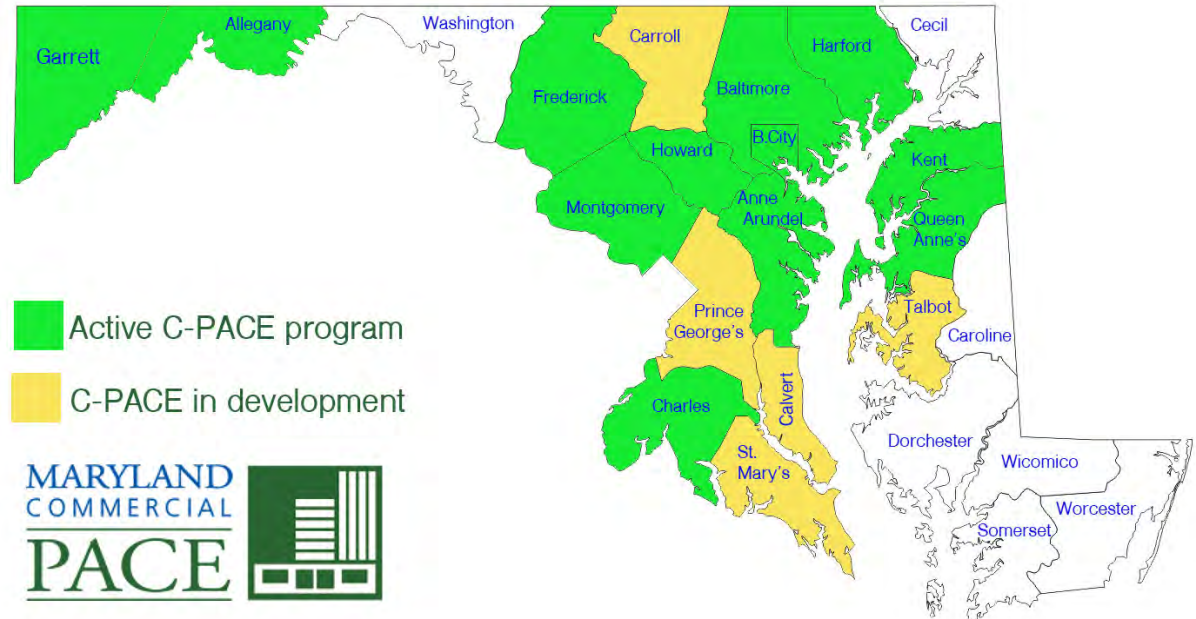 Garrett
Allegany
Washington
Carroll
Cecil
Harford
Frederick
Baltimore
B.City
Howard
Kent
Montgomery
Anne
Arundel
Queen
Anne's
Prince
George's
Talbot
Caroline
Active C-PACE program
C-PACE in development
Charles
Calvert
Dorchester
St.
Mary's
Wicomico
Worcester
Somerset
MARYLAND
COMMERCIAL
PACE